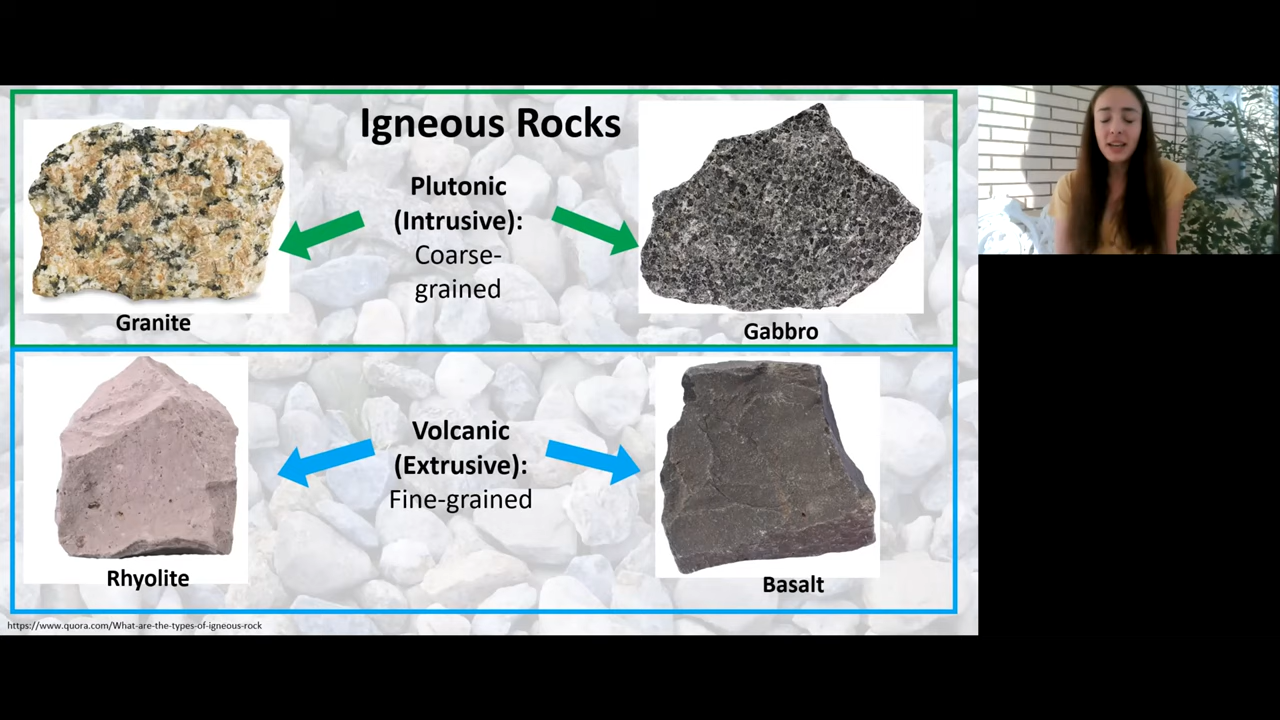 Igneous Rocks
Plutonic
(Intrusive):
Coarse-
grained
Granite
Gabbro
Volcanic
(Extrusive):
Fine-grained
Rhyolite
Basalt
https://www.quora.com/What-are-the-types-of-igneous-rock